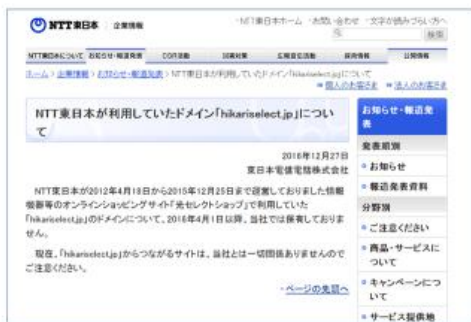 NTT東日本 企業情報
NTT東日本ホーム ・お問い合わせ ・文字が読みづらい方へ
検索
NTT東日本について お知らせ・報道発表 CSR活動 災害対策 広報宣伝活動 採用情報 公開情報
ホーム > 企業情報 > お知らせ・報道発表 > NTT東日本が利用していたドメイン「hikariselect.jp」について
個人のお客さま 法人のお客さま
NTT東日本が利用していたドメイン「hikariselect.jp」につい
て
2016年12月27日
東日本電信電話株式会社
NTT東日本が2012年4月18日から2015年12月25日まで運営しておりました情報
機器等のオンラインショッピングサイト「光セレクトショップ」で利用していた
「hikariselect.jp」のドメインについて、2016年4月1日以降、当社では保有しておりま
せん。
現在、「hikariselect.jp」からつながるサイトは、当社とは一切関係ありませんので
ご注意ください。
ページの先頭へ
お知らせ・報道発
表
発表組別
お知らせ
報道発表資料
分野別
ご注意ください
商品・サービスに
ついて
キャンペーンにつ
いて
サービス提供地